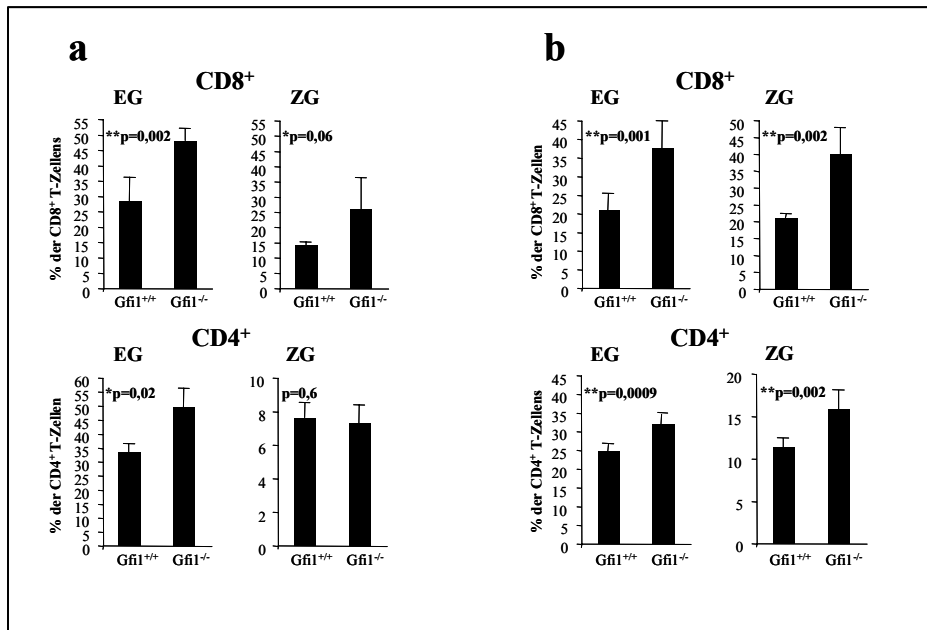 a
CD8⁺
EG
**p=0,002
% der CD8⁺ T-Zellens
55
50
45
40
35
30
25
20
15
10
5
0
Gfi1⁺/⁺ Gfi1⁻/⁻
ZG
*p=0,06
55
50
45
40
35
30
25
20
15
10
5
0
Gfi1⁺/⁺ Gfi1⁻/⁻
CD4⁺
EG
*p=0,02
% der CD4⁺ T-Zellen
60
55
50
45
40
35
30
25
20
15
10
5
0
Gfi1⁺/⁺ Gfi1⁻/⁻
ZG
p=0,6
10
8
6
4
2
0
Gfi1⁺/⁺ Gfi1⁻/⁻
b
CD8⁺
EG
**p=0,001
% der CD8⁺ T-Zellen
45
40
35
30
25
20
15
10
5
0
Gfi1⁺/⁺ Gfi1⁻/⁻
ZG
**p=0,002
50
45
40
35
30
25
20
15
10
5
0
Gfi1⁺/⁺ Gfi1⁻/⁻
CD4⁺
EG
**p=0,0009
% der CD4⁺ T-Zellens
45
40
35
30
25
20
15
10
5
0
Gfi1⁺/⁺ Gfi1⁻/⁻
ZG
**p=0,002
20
15
10
5
0
Gfi1⁺/⁺ Gfi1⁻/⁻